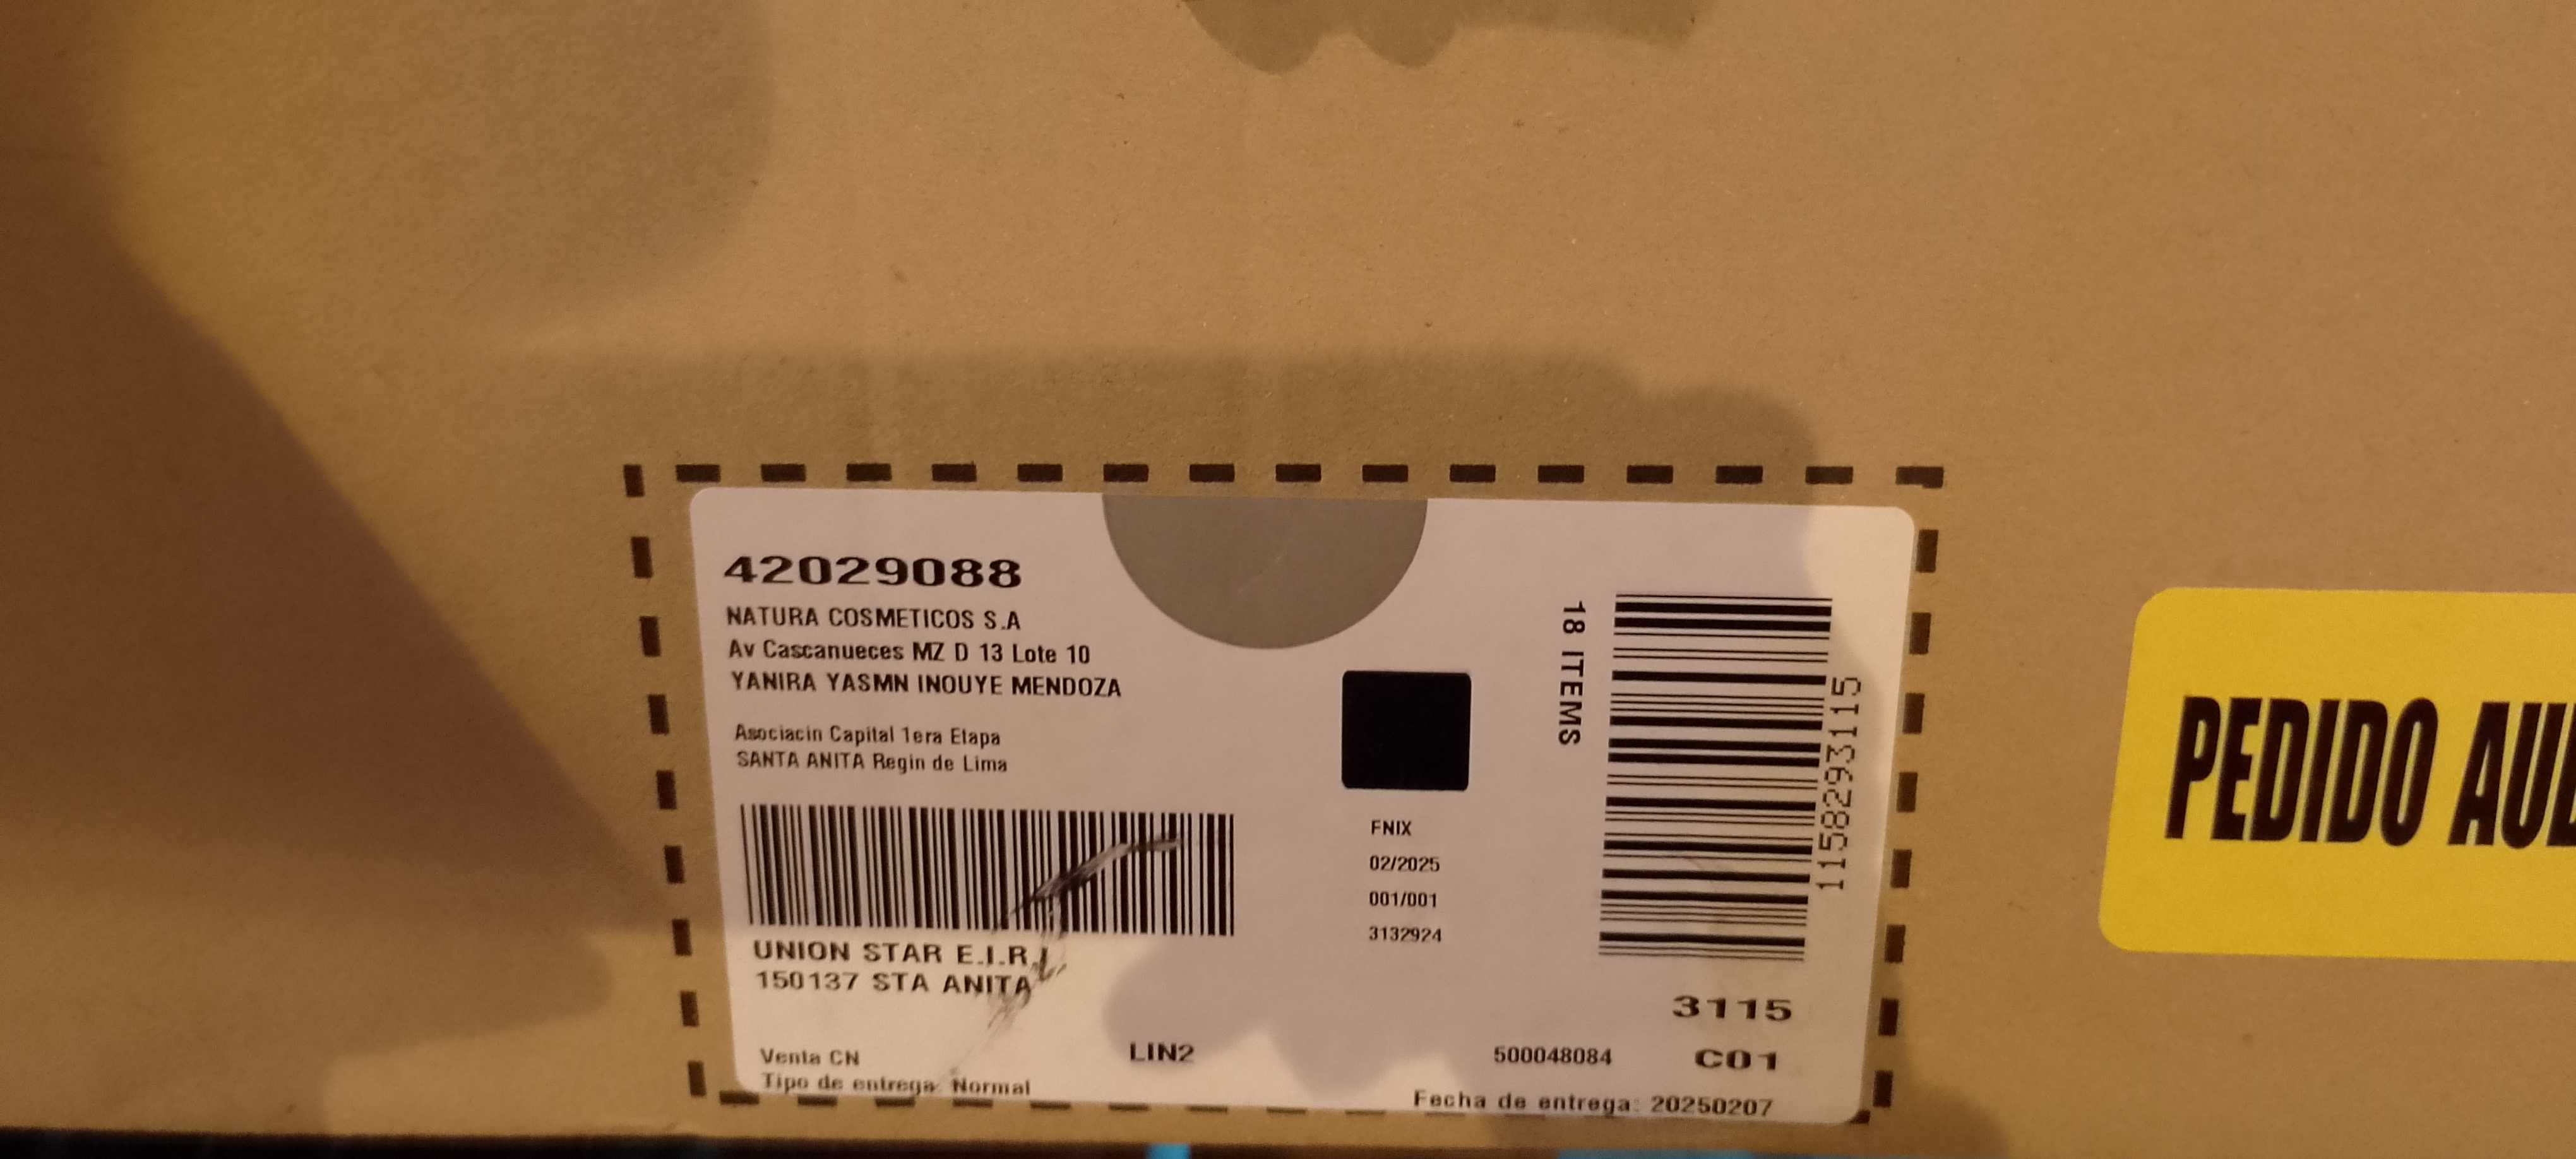 42029088
NATURA COSMETICOS S.A
Av Cascanueces MZ D 13 Lote 10
YANIRA YASMN INOUYE MENDOZA
Asociacin Capital 1era Etapa
SANTA ANITA Regin de Lima
UNION STAR E.I.R.L
150137 STA ANITA
Venta CN
Tipo de entrega: Normal
LIN2
FNIX
02/2025
001/001
3132924
18 ITEMS
1158293115
3115
500048084 C01
Fecha de entrega: 20250207
PEDIDO